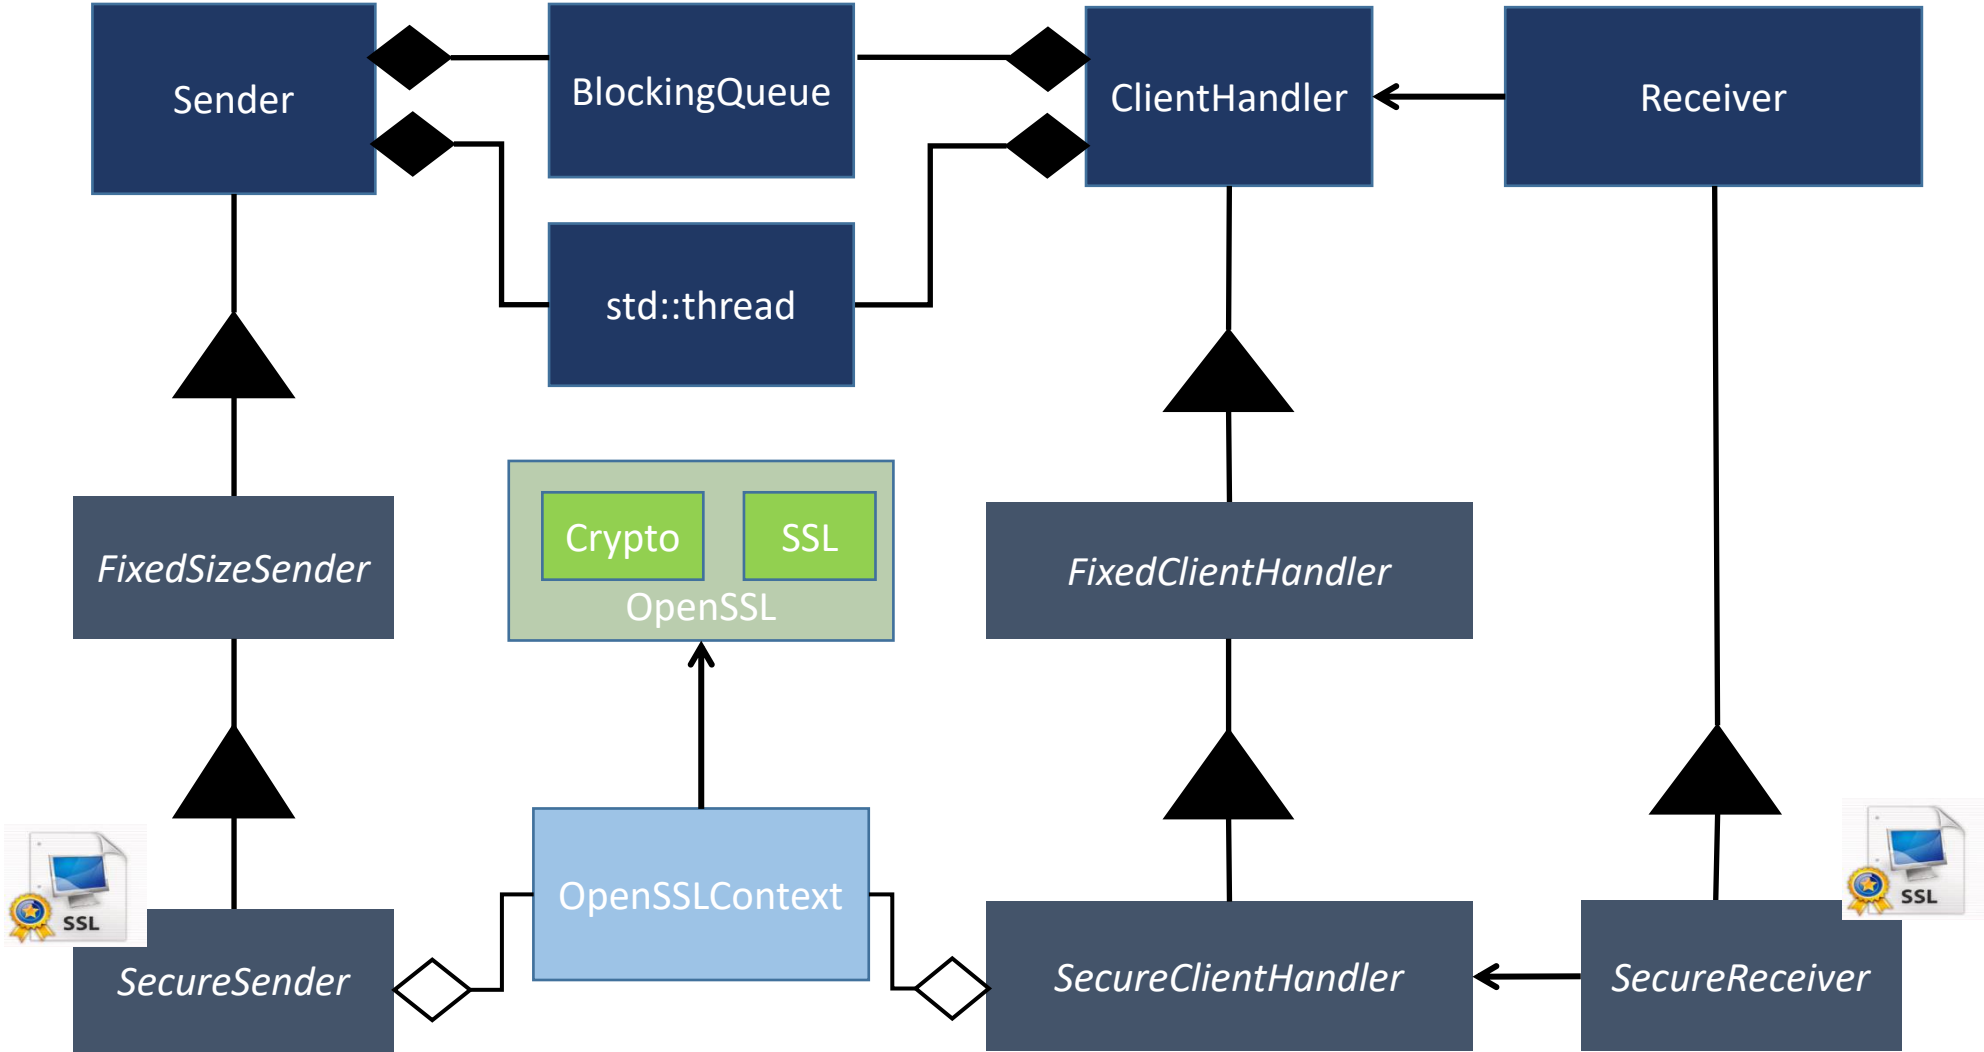 Sender
BlockingQueue
ClientHandler
Receiver
std::thread
Crypto
SSL
OpenSSL
FixedSizeSender
FixedClientHandler
OpenSSLContext
SSL
SecureSender
SecureClientHandler
SecureReceiver
SSL